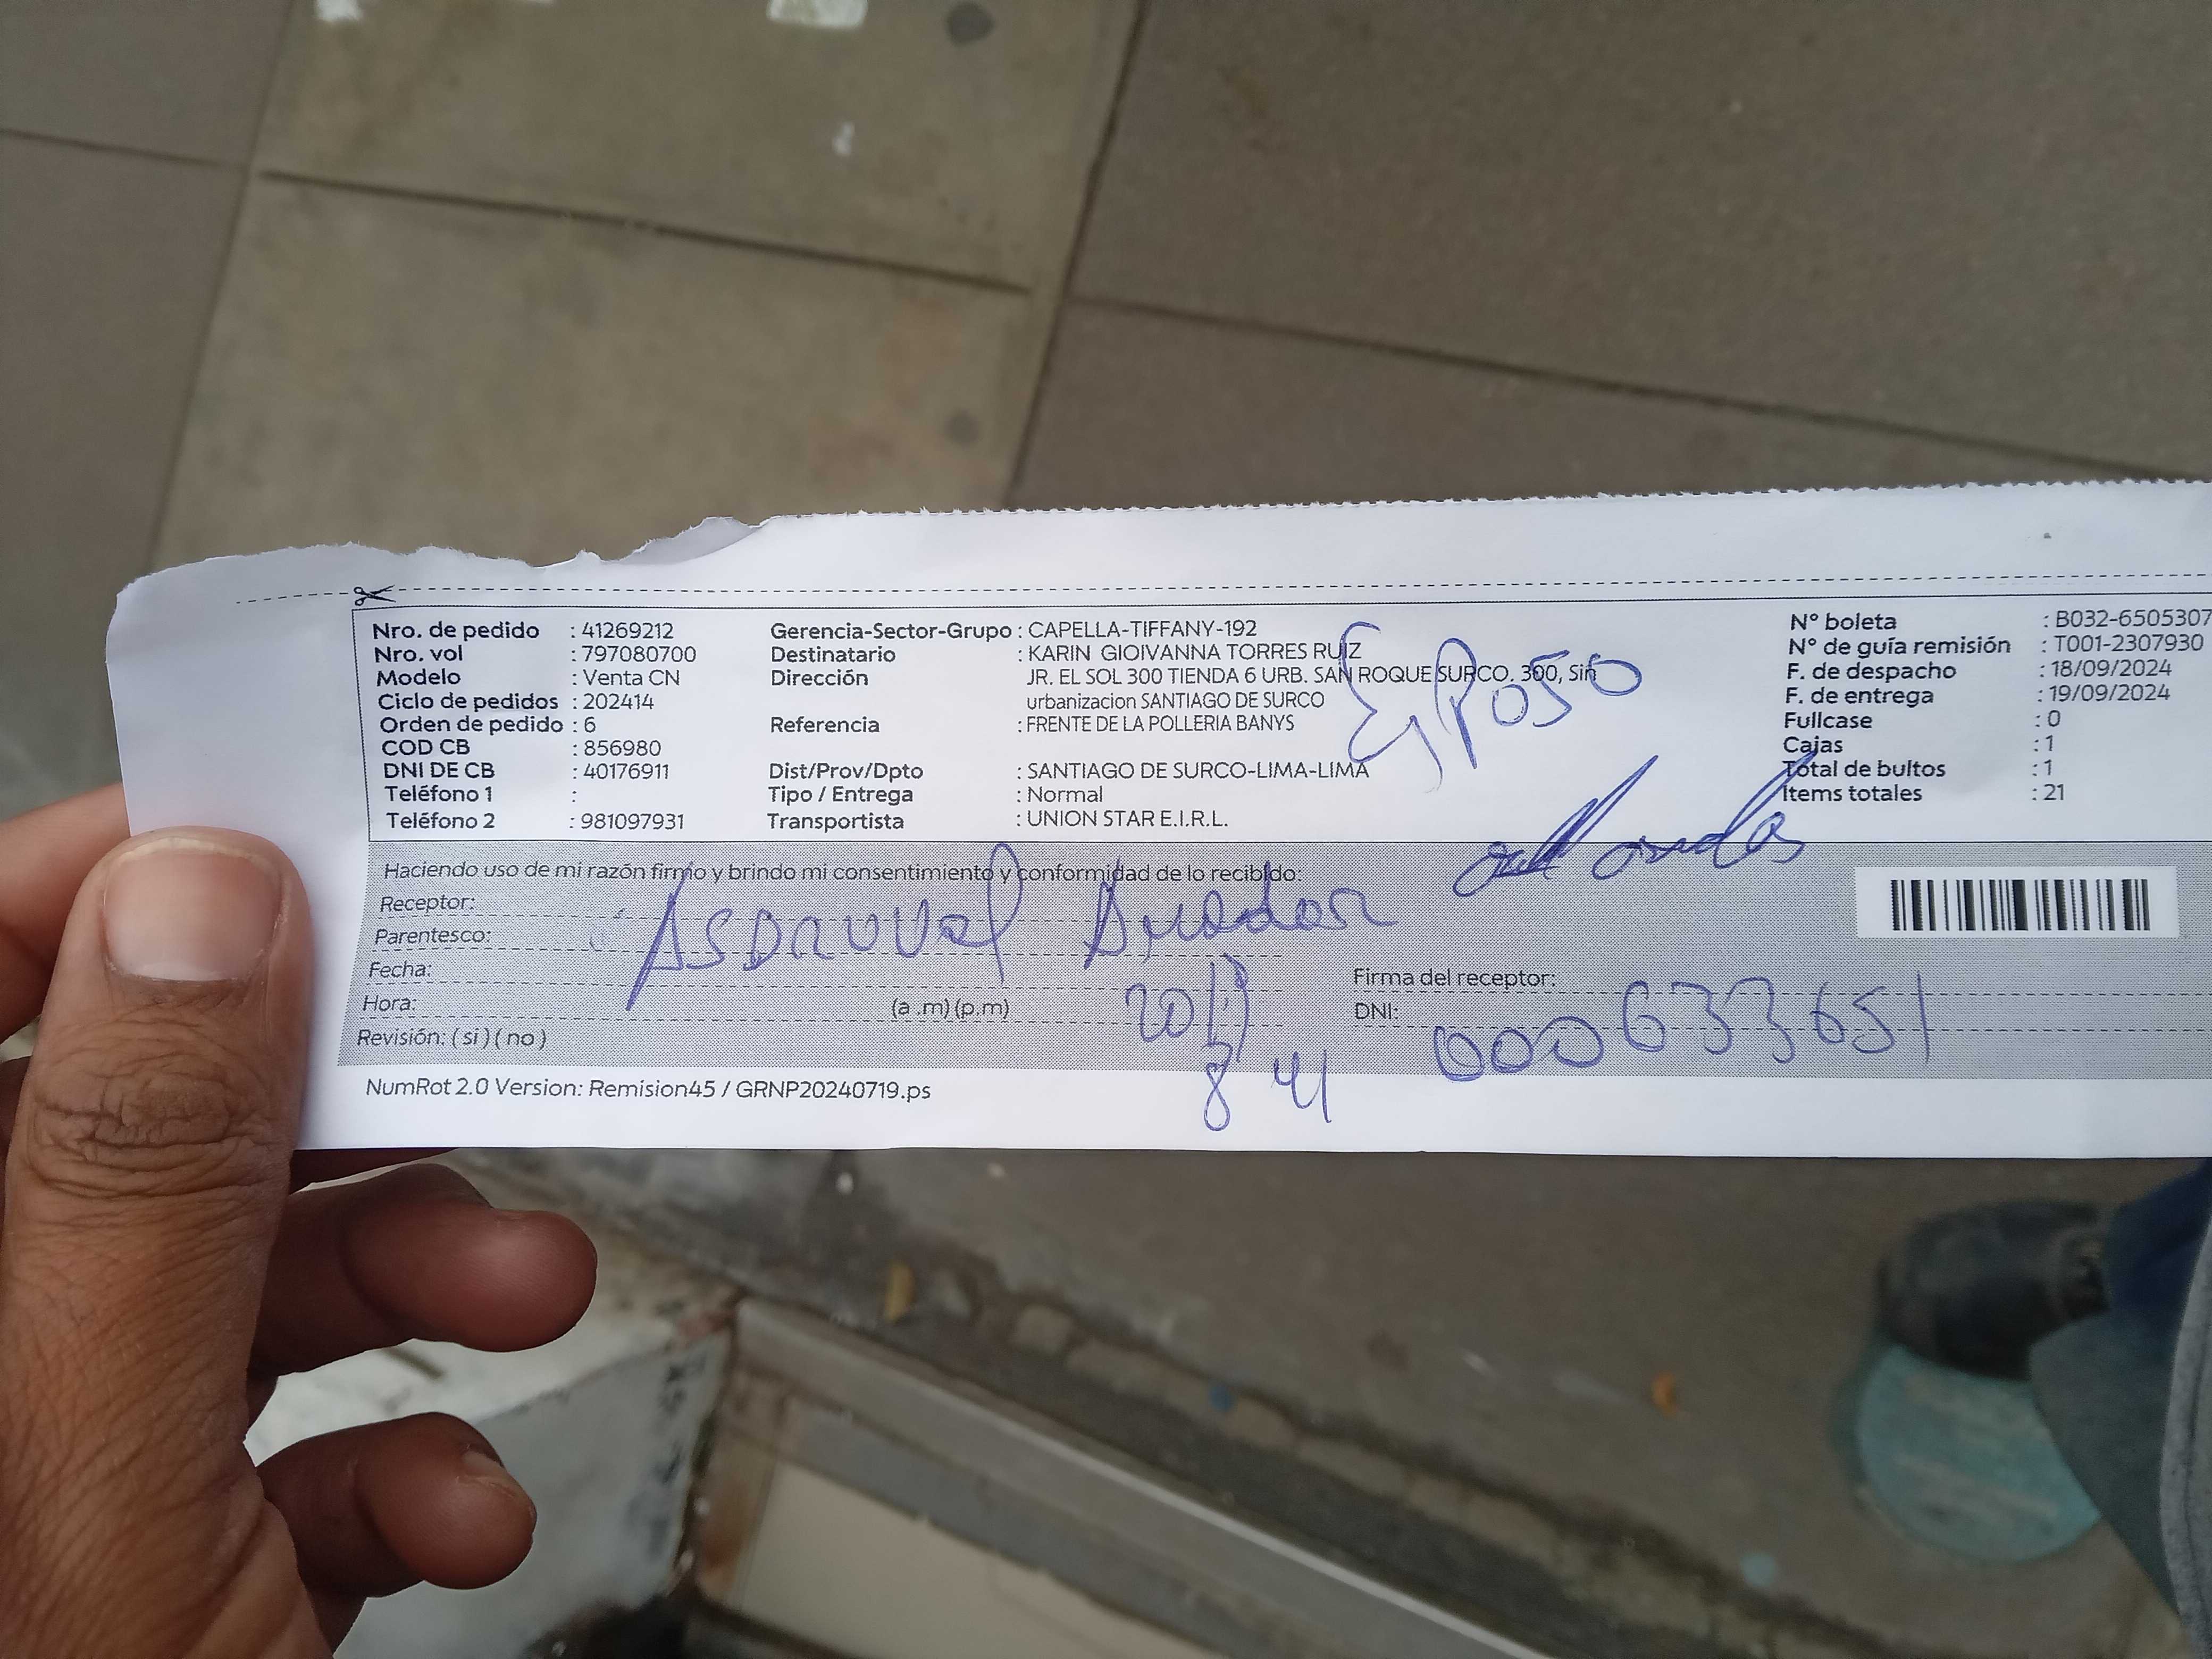 Nro. de pedido : 41269212
Nro. vol : 797080700
Modelo : Venta CN
Ciclo de pedidos : 202414
Orden de pedido : 6
COD CB : 856980
DNI DE CB : 40176911
Teléfono 1 :
Teléfono 2 : 981097931
Gerencia-Sector-Grupo : CAPELLA-TIFFANY-192
Destinatario : KARIN GIOIVANNA TORRES RUIZ
Dirección : JR. EL SOL 300 TIENDA 6 URB. SAN ROQUE SURCO. 300, Sin
urbanizacion SANTIAGO DE SURCO
Referencia : FRENTE DE LA POLLERIA BANYS
Dist/Prov/Dpto : SANTIAGO DE SURCO-LIMA-LIMA
Tipo / Entrega : Normal
Transportista : UNION STAR E.I.R.L.
Esposo
N° boleta : B032-6505307
N° de guía remisión : T001-2307930
F. de despacho : 18/09/2024
F. de entrega : 19/09/2024
Fullcase : 0
Cajas : 1
Total de bultos : 1
Items totales : 21
Haciendo uso de mi razón firmo y brindo mi consentimiento y conformidad de lo recibido:
Receptor:
Parentesco:
Fecha:
Hora: (a .m) (p.m)
Revisión: ( si ) ( no )
Firma del receptor:
DNI: 000633651
8 41
NumRot 2.0 Version: Remision45 / GRNP20240719.ps